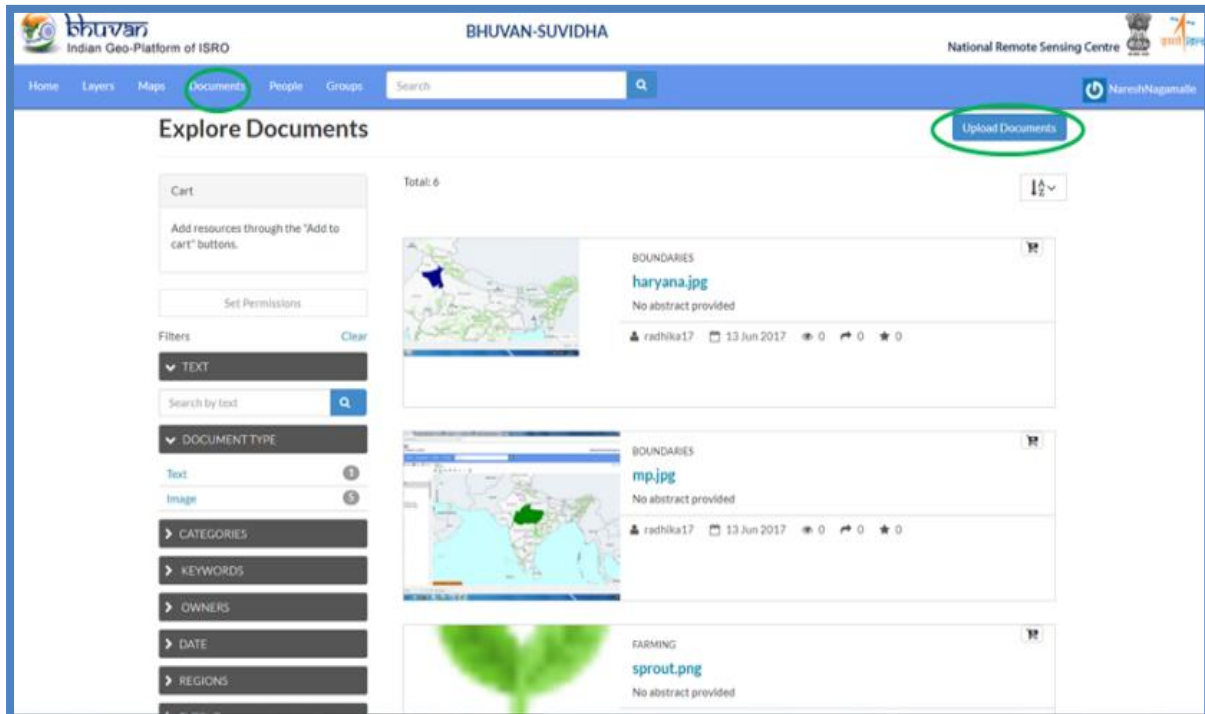 bhuvan
Indian Geo-Platform of ISRO
BHUVAN-SUVIDHA
National Remote Sensing Centre
Home Layers Maps Documents People Groups Search
NareshNagamalle
Explore Documents
Upload Documents
Cart
Add resources through the "Add to
cart" buttons.
Set Permissions
Filters Clear
TEXT
Search by text
DOCUMENT TYPE
Text 1
Image 5
CATEGORIES
KEYWORDS
OWNERS
DATE
REGIONS
Total: 6
BOUNDARIES
haryana.jpg
No abstract provided
radhika17 13 Jun 2017 0 0 0
BOUNDARIES
mp.jpg
No abstract provided
radhika17 13 Jun 2017 0 0 0
FARMING
sprout.png
No abstract provided